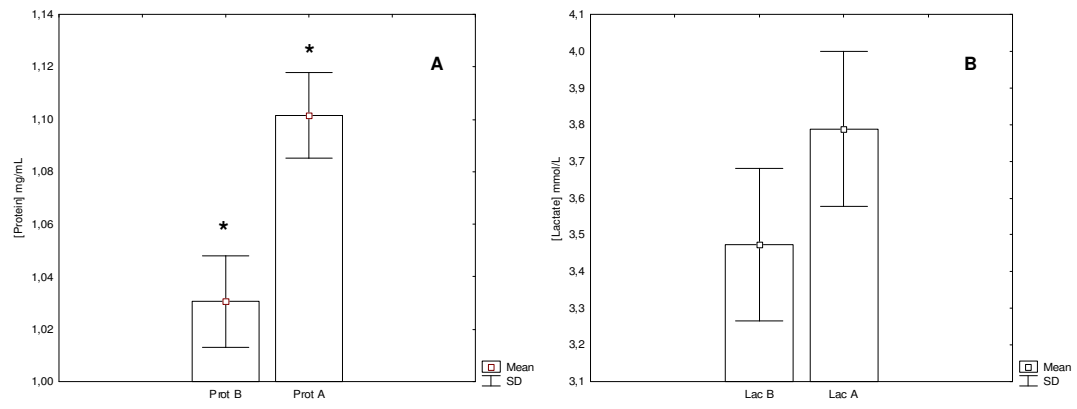 1,14
1,12
1,10
1,08
1,06
1,04
1,02
1,00
[Protein] mg/mL
*
*
A
Prot B
Prot A
Mean
SD
4,1
4,0
3,9
3,8
3,7
3,6
3,5
3,4
3,3
3,2
3,1
[Lactate] mmol/L
B
Lac B
Lac A
Mean
SD